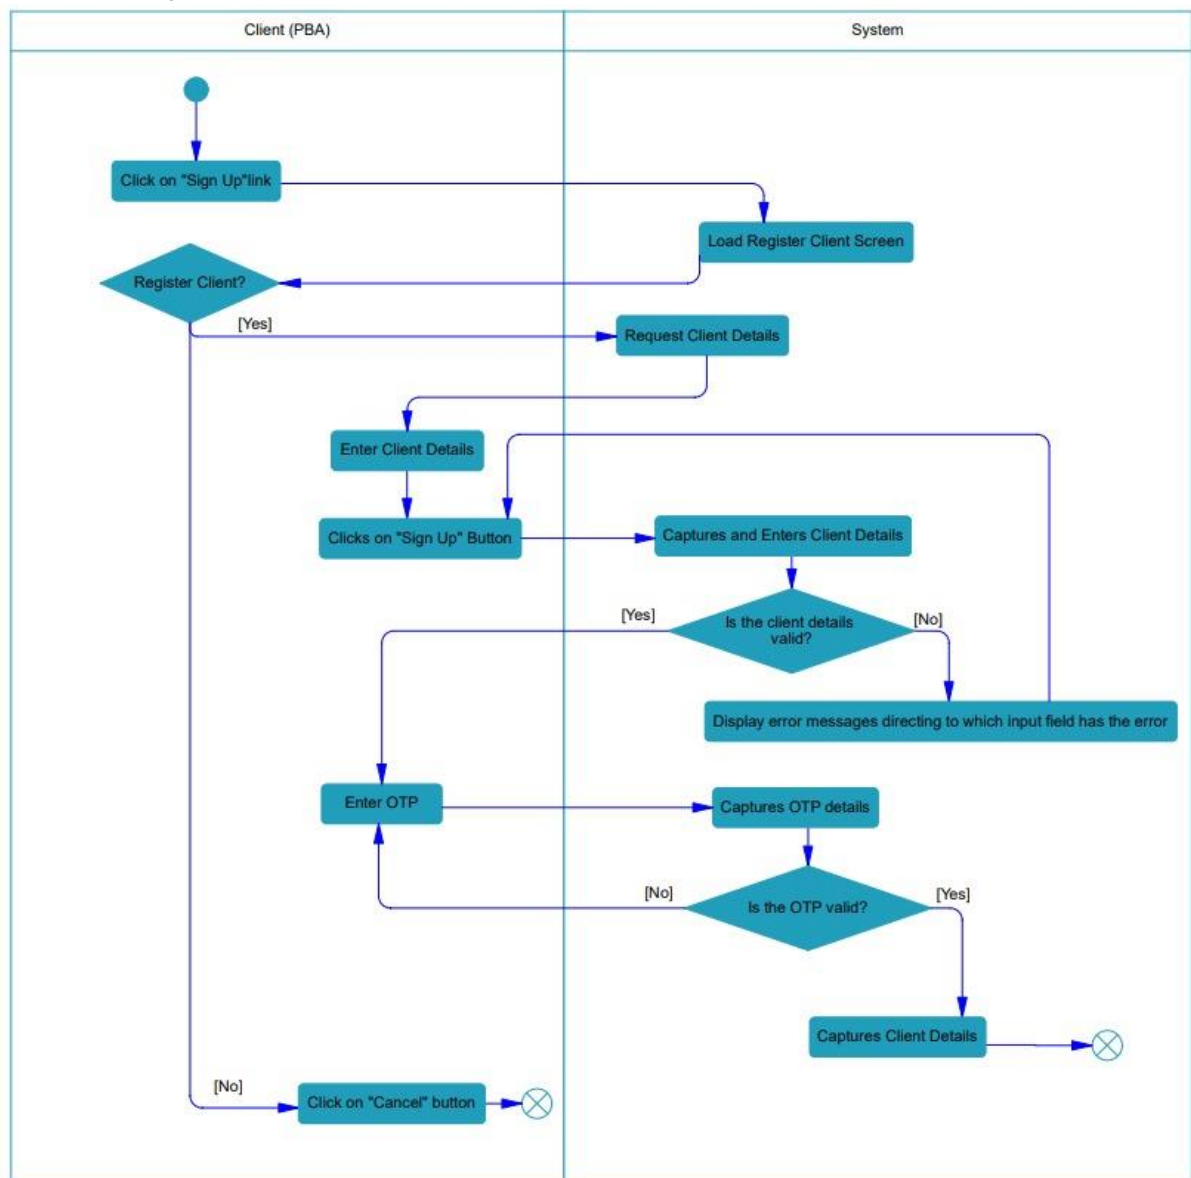 Client (PBA)
System
Click on "Sign Up"link
Load Register Client Screen
Register Client?
[Yes]
Request Client Details
Enter Client Details
Clicks on "Sign Up" Button
Captures and Enters Client Details
[Yes]
Is the client details
valid?
[No]
Display error messages directing to which input field has the error
Enter OTP
Captures OTP details
[No]
Is the OTP valid?
[Yes]
Captures Client Details
[No]
Click on "Cancel" button